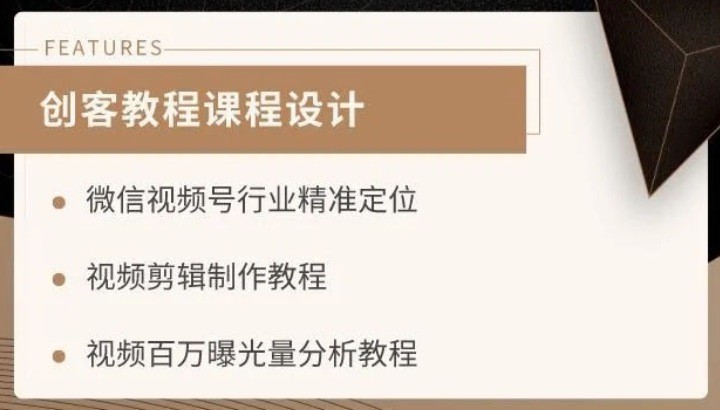 FEATURES
创客教程课程设计
微信视频号行业精准定位
视频剪辑制作教程
视频百万曝光量分析教程